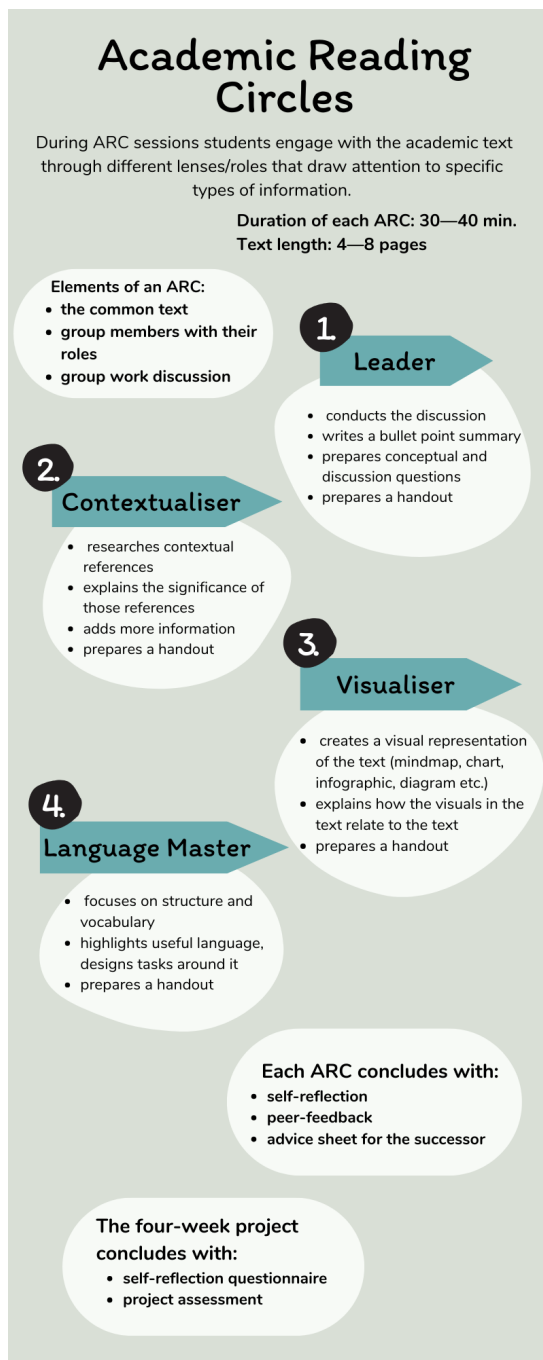 Academic Reading
Circles
During ARC sessions students engage with the academic text
through different lenses/roles that draw attention to specific
types of information.
Duration of each ARC: 30—40 min.
Text length: 4—8 pages
Elements of an ARC:
• the common text
• group members with their
roles
• group work discussion
1.
Leader
• conducts the discussion
• writes a bullet point summary
• prepares conceptual and
discussion questions
• prepares a handout
2.
Contextualiser
• researches contextual
references
• explains the significance of
those references
• adds more information
• prepares a handout
3.
Visualiser
• creates a visual representation
of the text (mindmap, chart,
infographic, diagram etc.)
• explains how the visuals in the
text relate to the text
• prepares a handout
4.
Language Master
• focuses on structure and
vocabulary
• highlights useful language,
designs tasks around it
• prepares a handout
Each ARC concludes with:
• self-reflection
• peer-feedback
• advice sheet for the successor
The four-week project
concludes with:
• self-reflection questionnaire
• project assessment